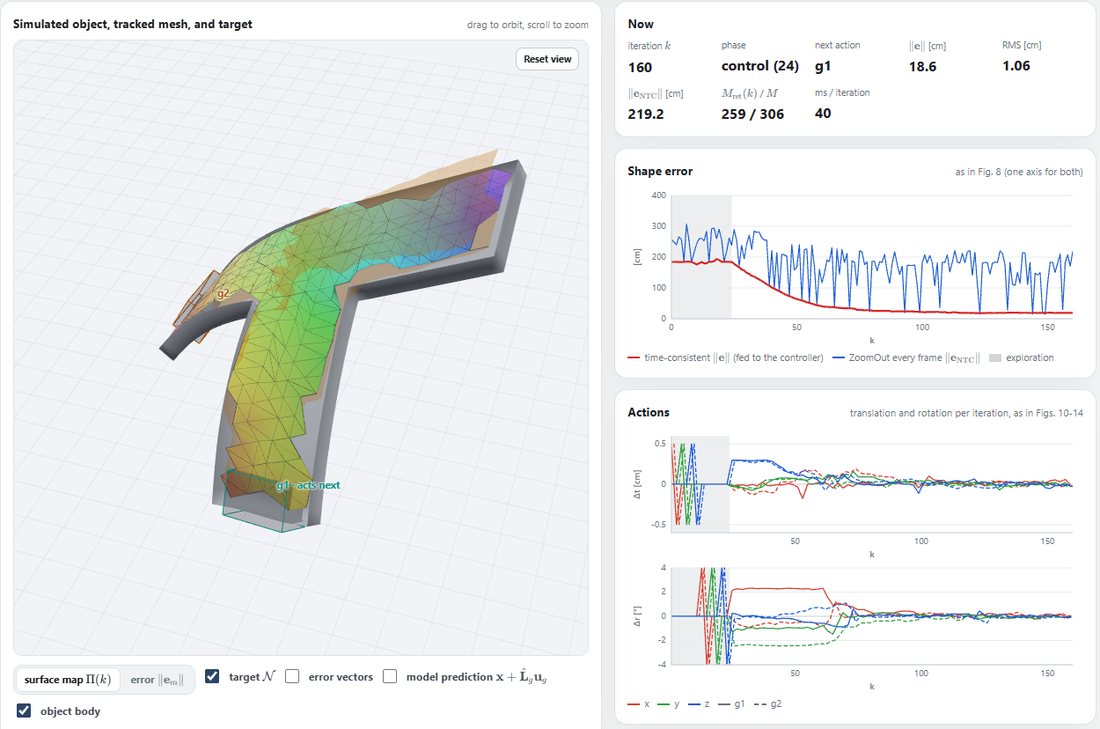 Simulated object, tracked mesh, and target
drag to orbit, scroll to zoom
Reset view
g2
g1 · acts next
surface map Π(k)
error ‖e_m‖
target 𝒩
error vectors
model prediction x + L̂_g u_g
object body
Now
iteration k
phase
next action
‖e‖ [cm]
RMS [cm]
160
control (24)
g1
18.6
1.06
‖e_NTC‖ [cm]
M_ret(k) / M
ms / iteration
219.2
259 / 306
40
Shape error
as in Fig. 8 (one axis for both)
400
300
200
100
0
[cm]
0
50
100
150
k
time-consistent ‖e‖ (fed to the controller)
ZoomOut every frame ‖e_NTC‖
exploration
Actions
translation and rotation per iteration, as in Figs. 10-14
0.5
0
-0.5
Δt [cm]
50
100
150
k
4
2
0
-2
-4
Δr [°]
50
100
150
k
x
y
z
g1
g2